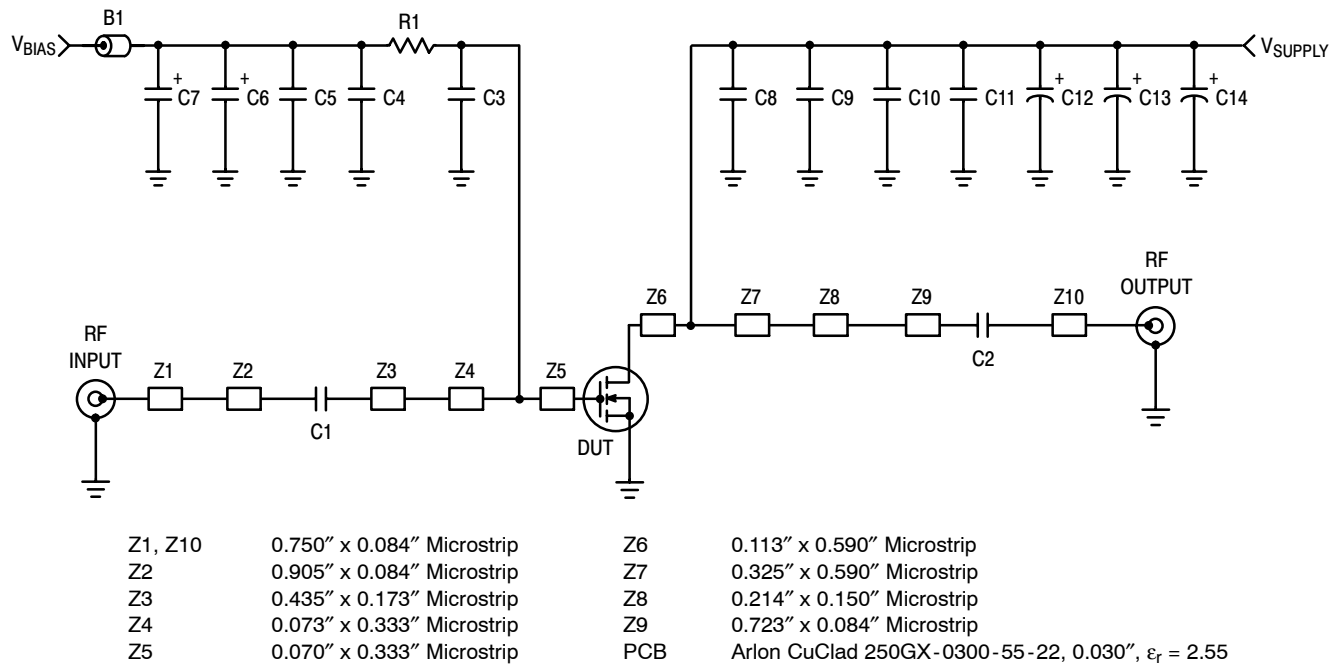 B1
R1
V_BIAS
V_SUPPLY
+
+
+
+
+
C7
C6
C5
C4
C3
C8
C9
C10
C11
C12
C13
C14
RF
OUTPUT
Z6
Z7
Z8
Z9
Z10
C2
RF
INPUT
Z1
Z2
Z3
Z4
Z5
C1
DUT
Z1, Z10 0.750″ x 0.084″ Microstrip
Z2 0.905″ x 0.084″ Microstrip
Z3 0.435″ x 0.173″ Microstrip
Z4 0.073″ x 0.333″ Microstrip
Z5 0.070″ x 0.333″ Microstrip
Z6 0.113″ x 0.590″ Microstrip
Z7 0.325″ x 0.590″ Microstrip
Z8 0.214″ x 0.150″ Microstrip
Z9 0.723″ x 0.084″ Microstrip
PCB Arlon CuClad 250GX-0300-55-22, 0.030″, εr = 2.55